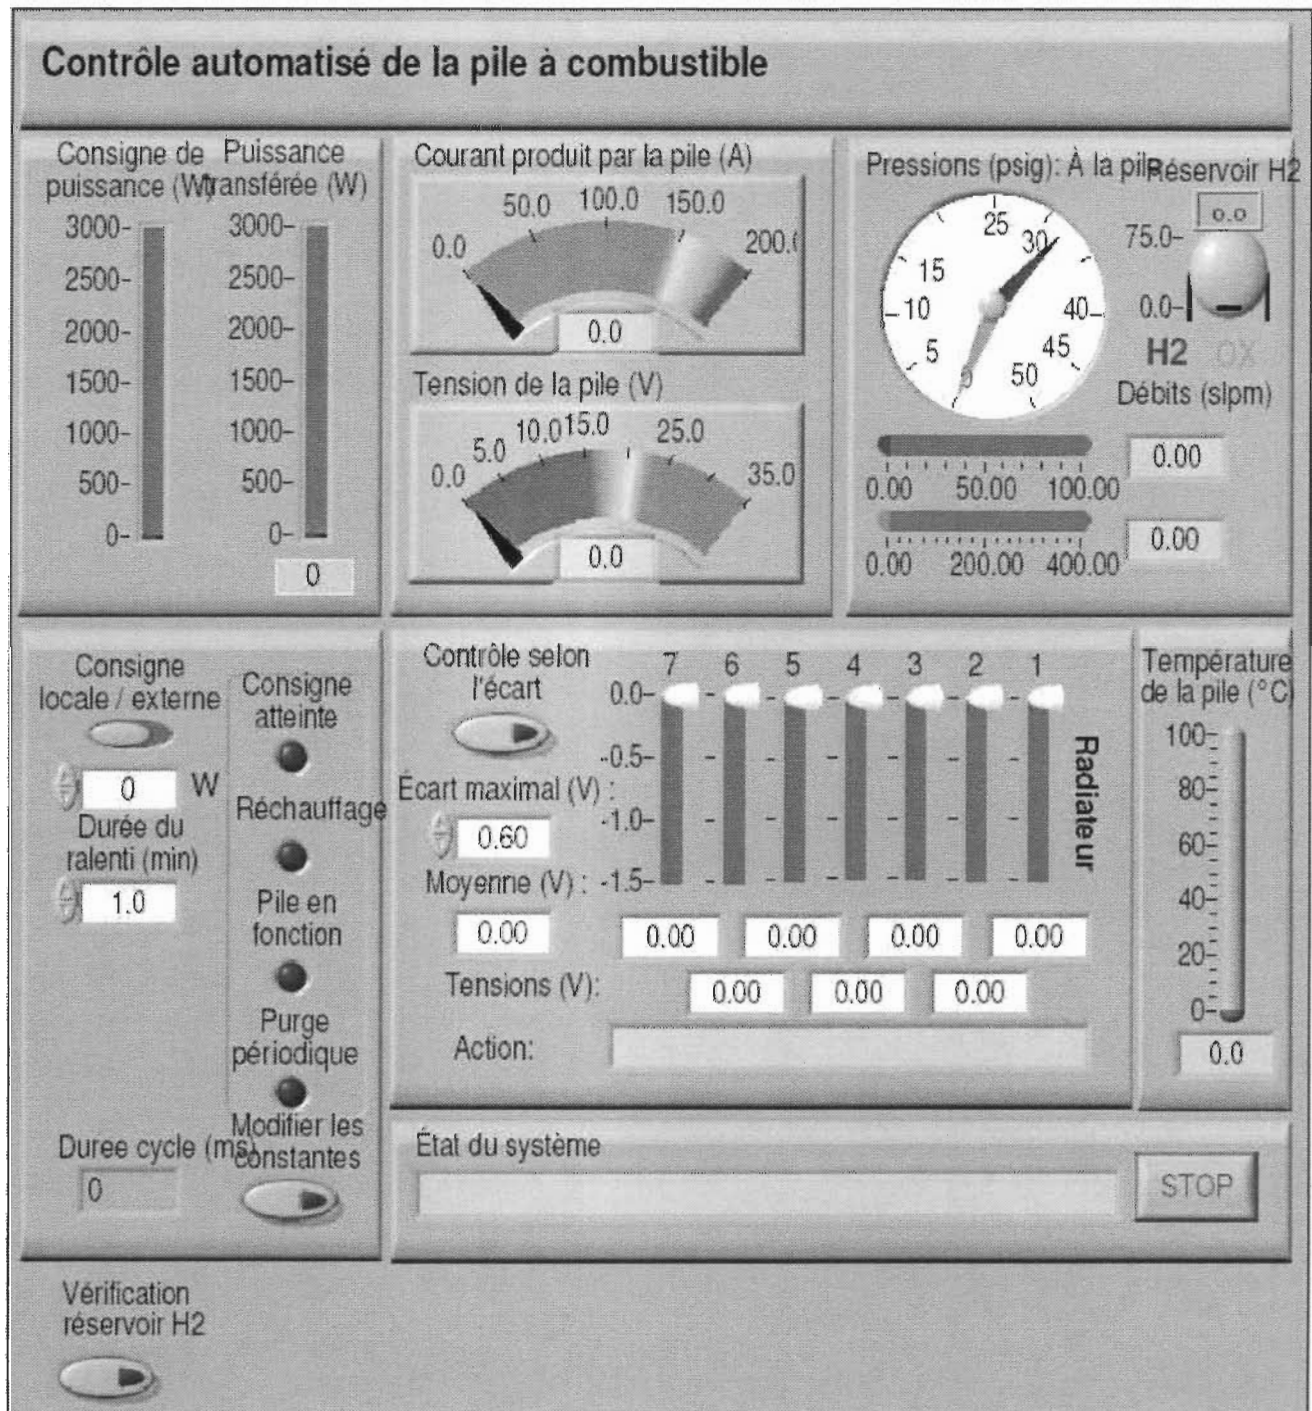 Contrôle automatisé de la pile à combustible
Consigne de puissance (W)
Puissance transférée (W)
3000
2500
2000
1500
1000
500
0
3000
2500
2000
1500
1000
500
0
0
Courant produit par la pile (A)
0.0 50.0 100.0 150.0 200.(
0.0
Tension de la pile (V)
0.0 5.0 10.0 15.0 25.0 35.0
0.0
Pressions (psig): À la pile
Réservoir H2
0 5 10 15 25 30 40 45 50
0.0
75.0
0.0
H2 OX
Débits (slpm)
0.00 50.00 100.00
0.00
0.00 200.00 400.00
0.00
Consigne
locale / externe
0 W
Durée du
ralenti (min)
1.0
Consigne
atteinte
Réchauffage
Pile en
fonction
Purge
périodique
Modifier les
constantes
Duree cycle (ms)
0
Contrôle selon
l'écart
Écart maximal (V) :
0.60
Moyenne (V) :
0.00
7 6 5 4 3 2 1
0.0
-0.5
-1.0
-1.5
Radiateur
0.00 0.00 0.00 0.00
Tensions (V):
0.00 0.00 0.00
Action:
Température
de la pile (°C)
100
80
60
40
20
0
0.0
État du système
STOP
Vérification
réservoir H2